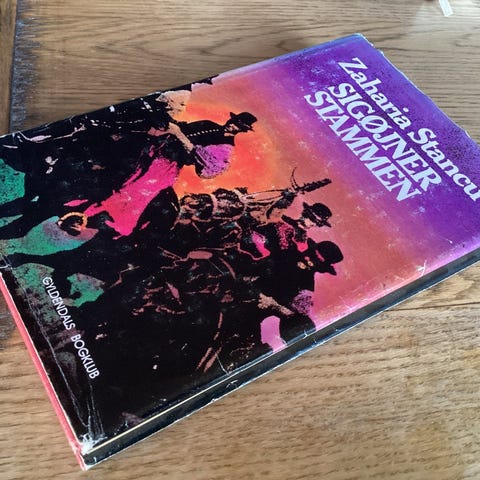 Zaharia Stancu
SIGØJNER
STAMMEN
GYLDENDALS BOGKLUB